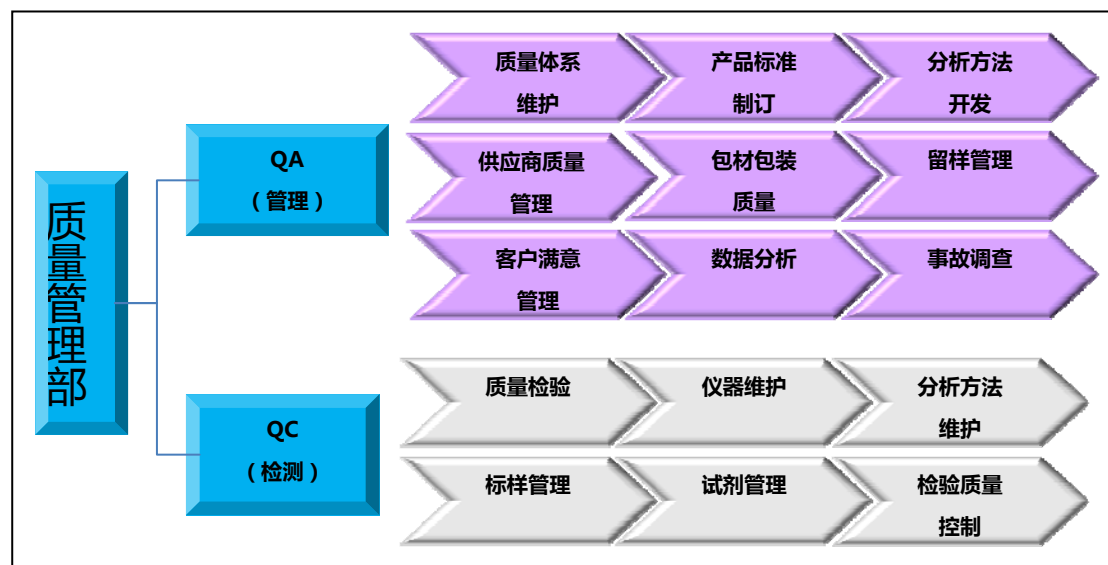 质量管理部
QA
（管理）
质量体系
维护
产品标准
制订
分析方法
开发
供应商质量
管理
包材包装
质量
留样管理
客户满意
管理
数据分析
事故调查
QC
（检测）
质量检验
仪器维护
分析方法
维护
标样管理
试剂管理
检验质量
控制